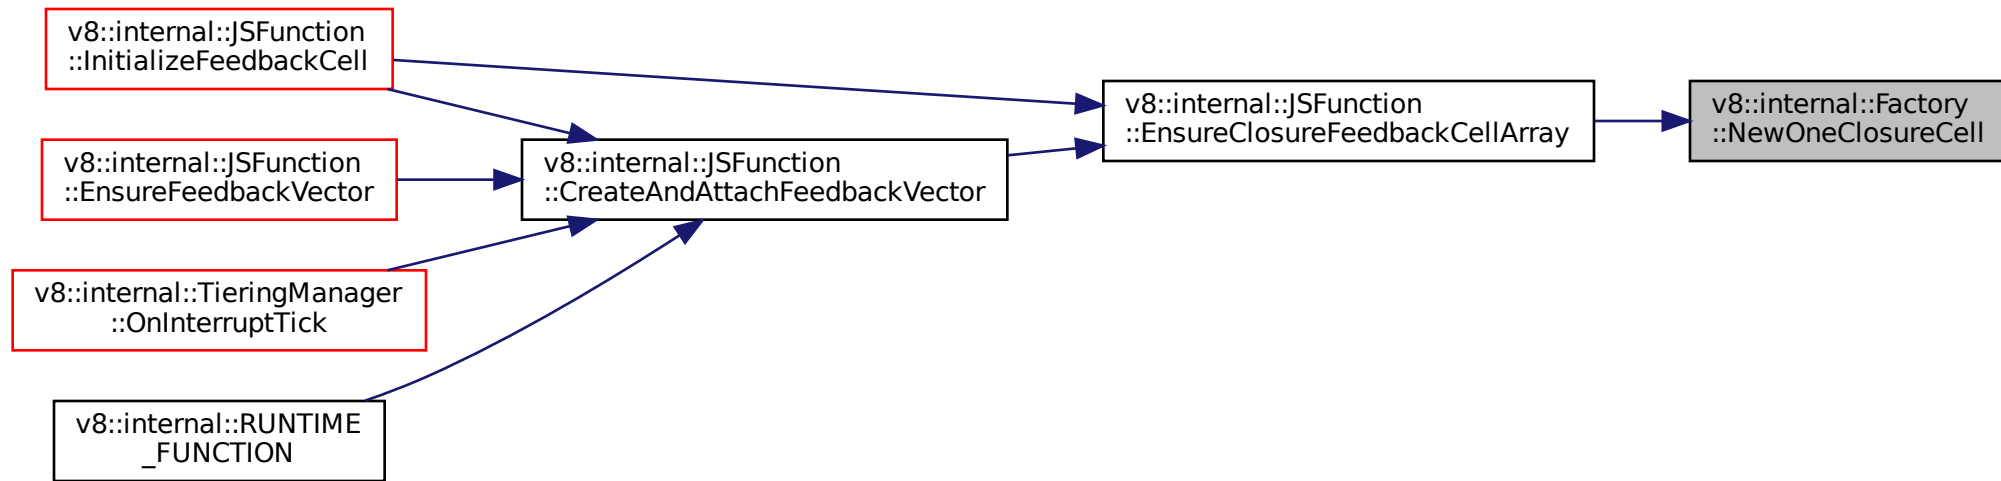 v8::internal::JSFunction
::InitializeFeedbackCell
v8::internal::JSFunction
::EnsureFeedbackVector
v8::internal::TieringManager
::OnInterruptTick
v8::internal::RUNTIME
_FUNCTION
v8::internal::JSFunction
::CreateAndAttachFeedbackVector
v8::internal::JSFunction
::EnsureClosureFeedbackCellArray
v8::internal::Factory
::NewOneClosureCell